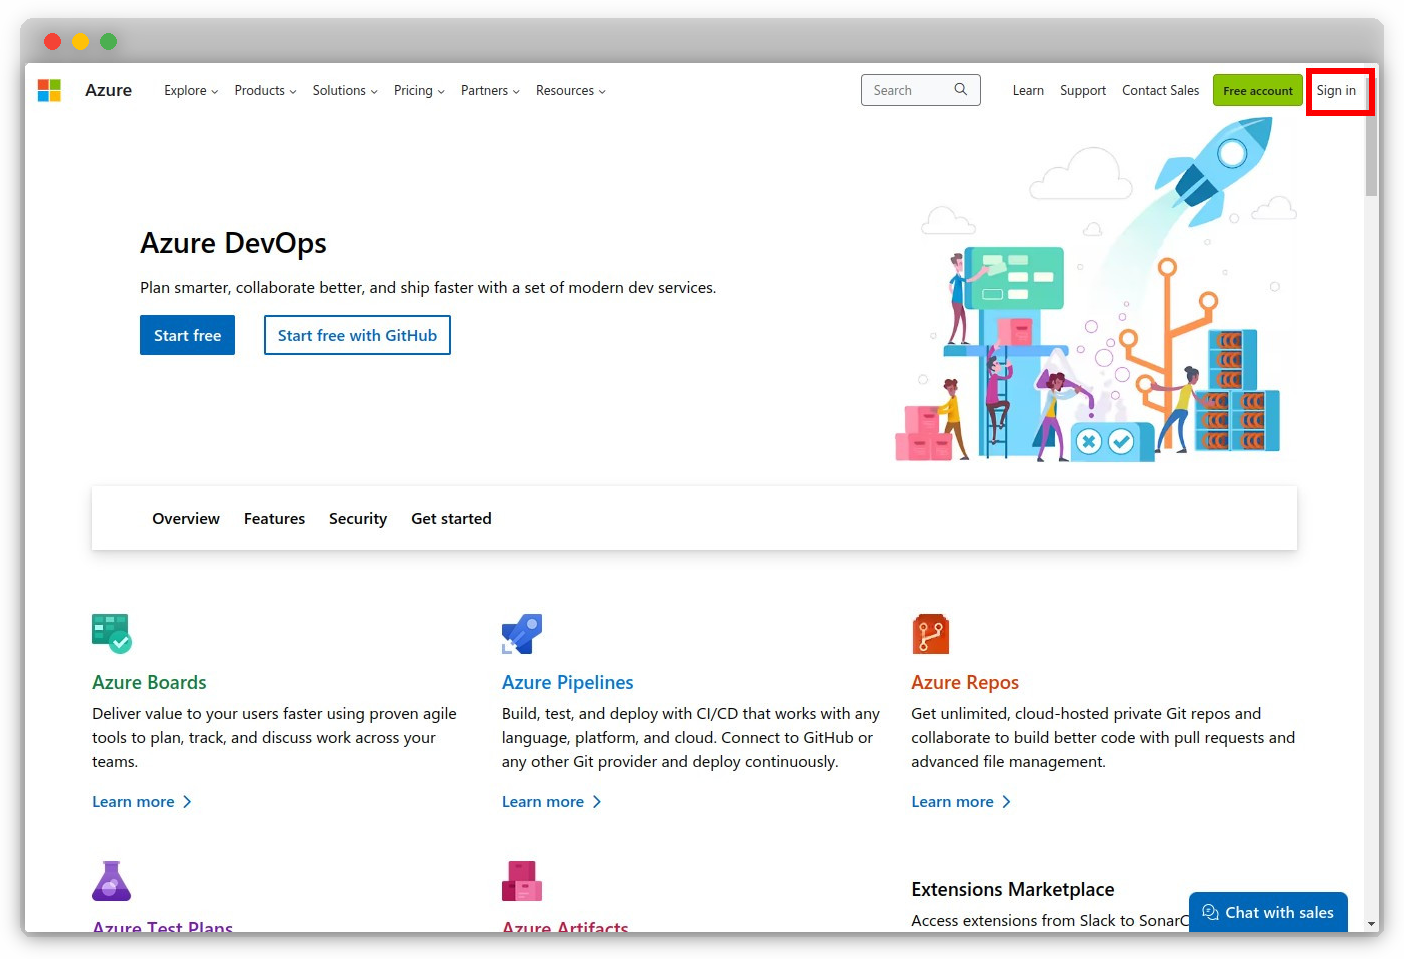 Azure Explore Products Solutions Pricing Partners Resources Search Learn Support Contact Sales Free account Sign in
Azure DevOps
Plan smarter, collaborate better, and ship faster with a set of modern dev services.
Start free Start free with GitHub
Overview Features Security Get started
Azure Boards
Deliver value to your users faster using proven agile
tools to plan, track, and discuss work across your
teams.
Learn more
Azure Pipelines
Build, test, and deploy with CI/CD that works with any
language, platform, and cloud. Connect to GitHub or
any other Git provider and deploy continuously.
Learn more
Azure Repos
Get unlimited, cloud-hosted private Git repos and
collaborate to build better code with pull requests and
advanced file management.
Learn more
Azure Test Plans
Azure Artifacts
Extensions Marketplace
Access extensions from Slack to SonarC
Chat with sales